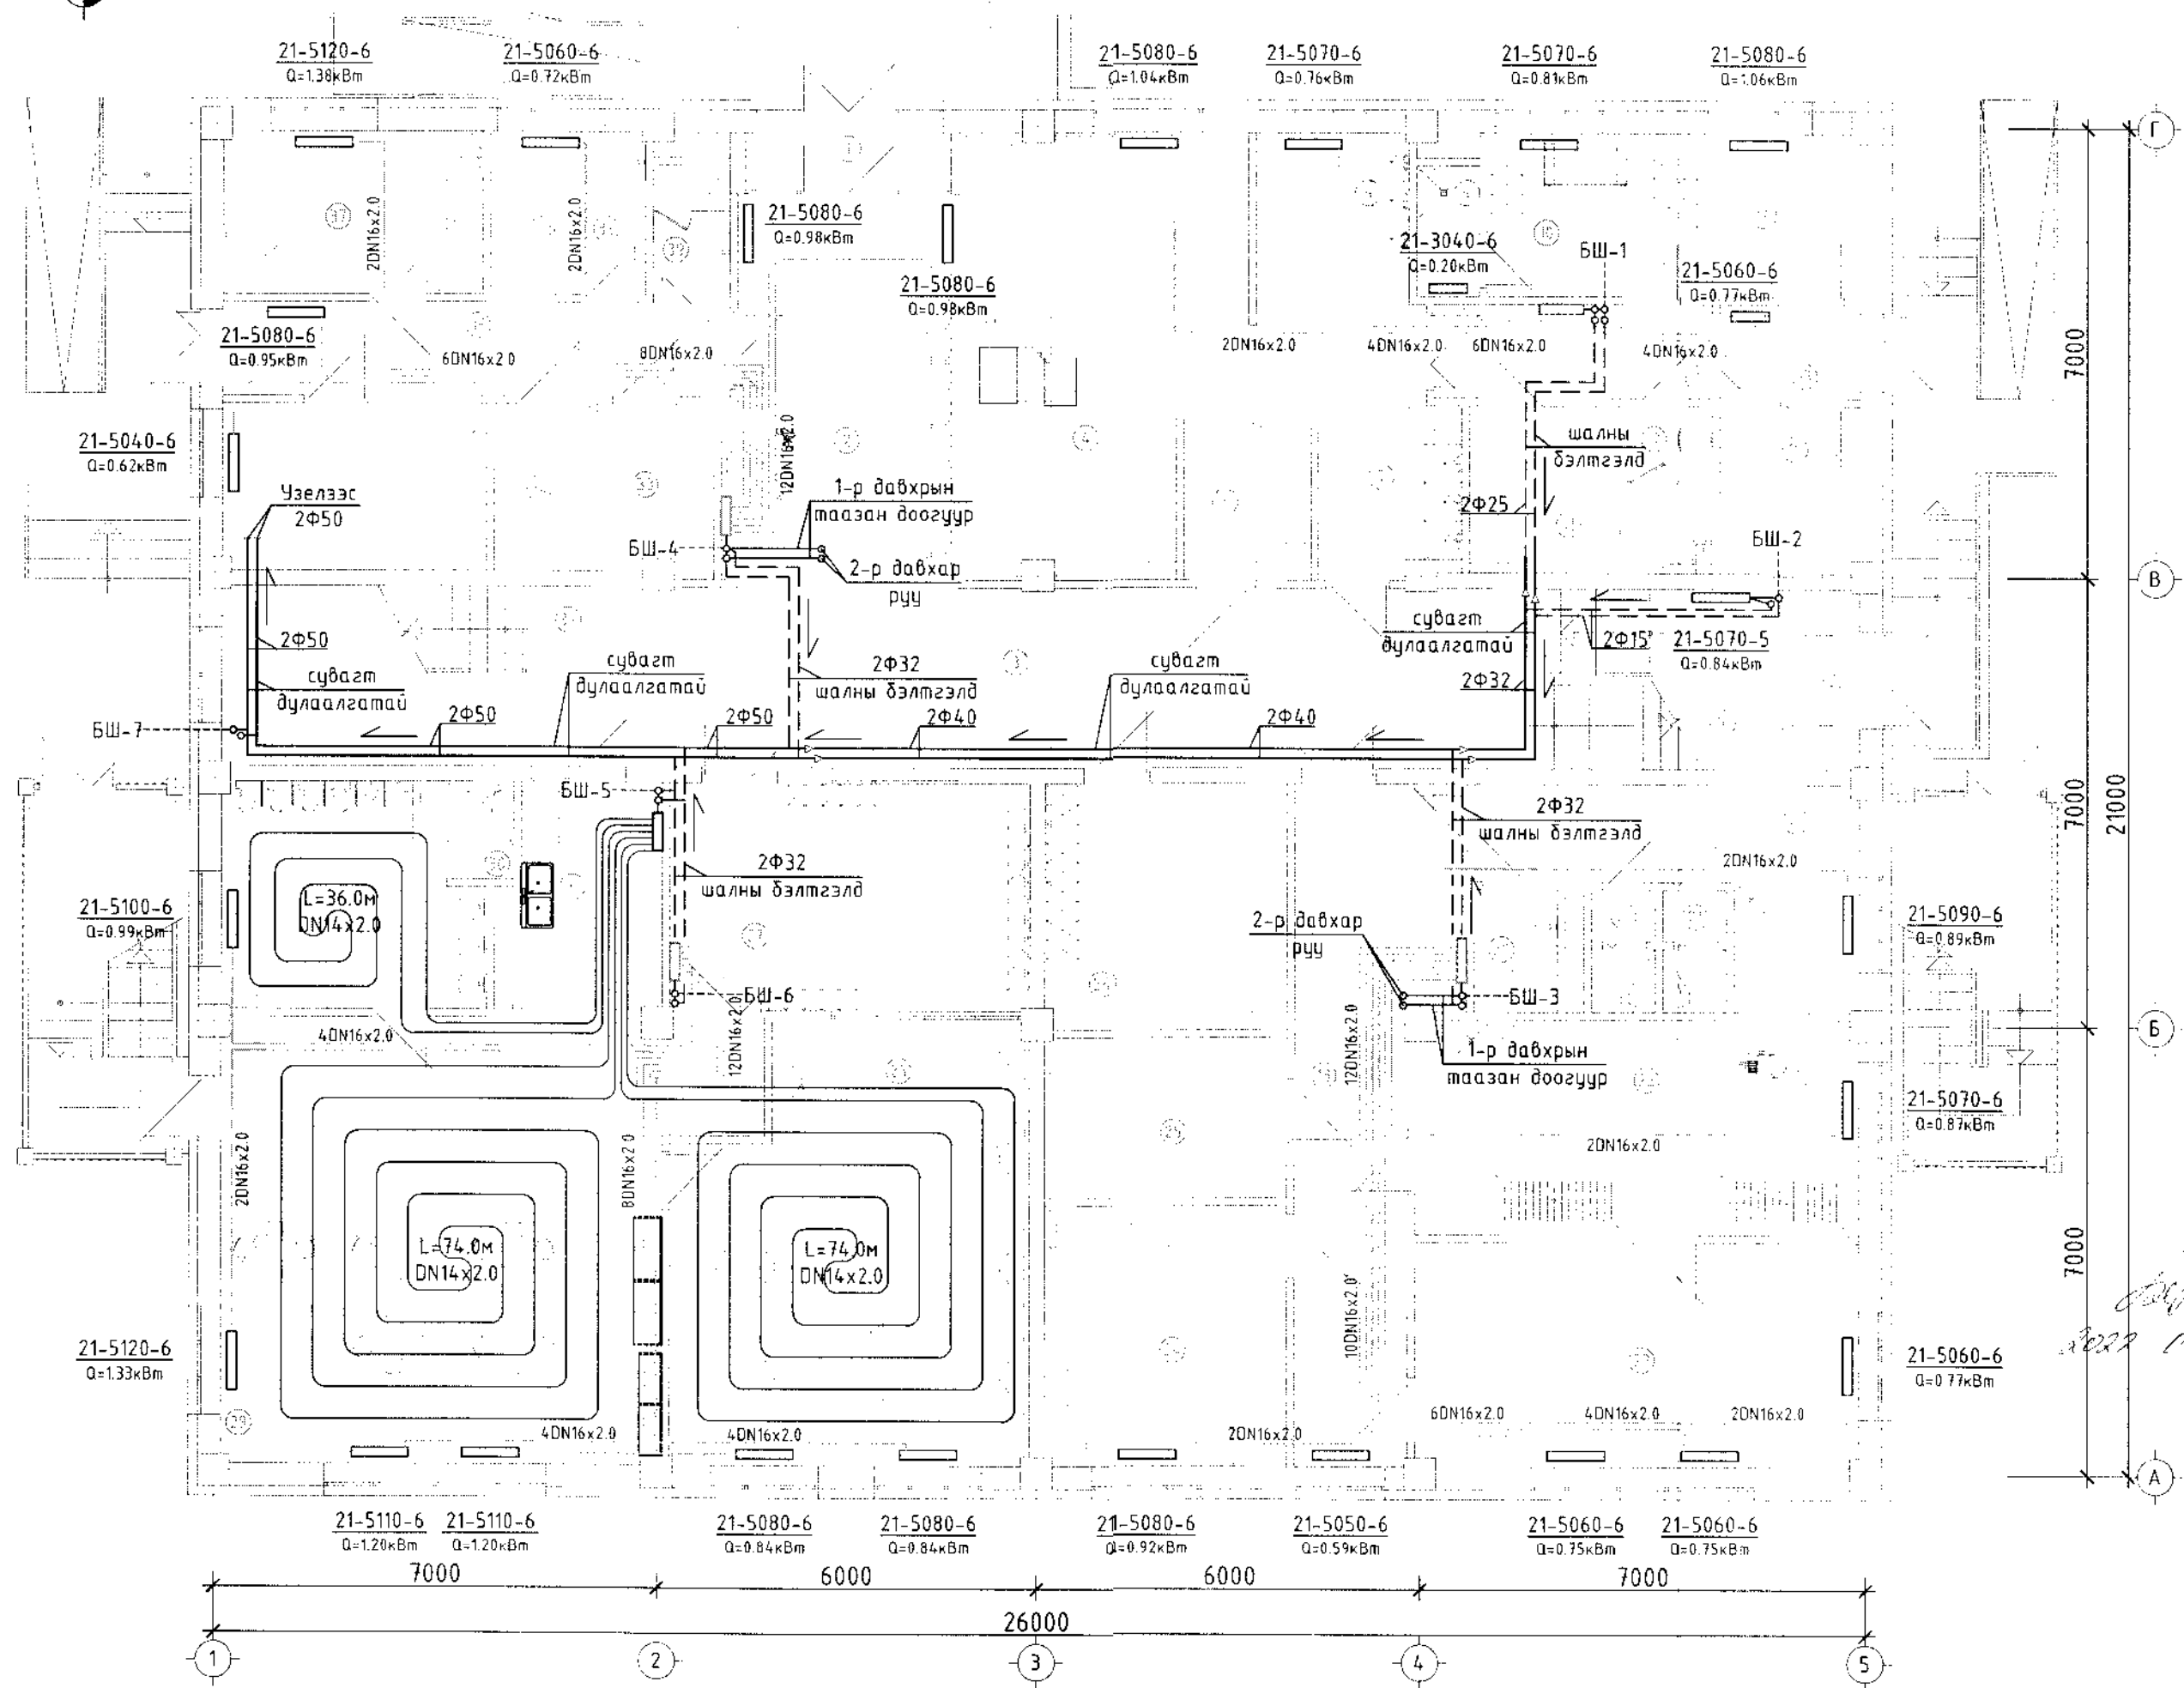 21-5120-6
Q=1.38кВт
21-5060-6
Q=0.72кВт
21-5080-6
Q=1.04кВт
21-5070-6
Q=0.76кВт
21-5070-6
Q=0.81кВт
21-5080-6
Q=1.06кВт
Г
2DN16x2.0
2DN16x2.0
21-5080-6
Q=0.98кВт
21-5080-6
Q=0.98кВт
21-3040-6
Q=0.20кВт
БШ-1
21-5060-6
Q=0.77кВт
21-5080-6
Q=0.95кВт
6DN16x2.0
8DN16x2.0
2DN16x2.0
4DN16x2.0
6DN16x2.0
4DN16x2.0
7000
21-5040-6
Q=0.62кВт
12DN16x2.0
шалны
бэлтгэлд
Узелээс
2Ф50
1-р давхрын
таазан доогуур
2Ф25
БШ-4
2-р давхар
руу
БШ-2
В
2Ф50
сувагт
дулаалгатай
сувагт
дулаалгатай
2Ф32
шалны бэлтгэлд
сувагт
дулаалгатай
сувагт
дулаалгатай
2Ф15
21-5070-5
Q=0.84кВт
2Ф32
БШ-7
2Ф50
2Ф50
2Ф40
2Ф40
БШ-5
2Ф32
шалны бэлтгэлд
2Ф32
шалны бэлтгэлд
7000
21000
2DN16x2.0
L=36.0м
DN14x2.0
21-5100-6
Q=0.99кВт
2-р давхар
руу
21-5090-6
Q=0.89кВт
БШ-6
БШ-3
4DN16x2.0
12DN16x2.0
12DN16x2.0
1-р давхрын
таазан доогуур
Б
21-5070-6
Q=0.87кВт
2DN16x2.0
8DN16x2.0
2DN16x2.0
L=74.0м
DN14x2.0
L=74.0м
DN14x2.0
10DN16x2.0
7000
2022
21-5120-6
Q=1.33кВт
21-5060-6
Q=0.77кВт
4DN16x2.0
4DN16x2.0
2DN16x2.0
6DN16x2.0
4DN16x2.0
2DN16x2.0
А
21-5110-6
Q=1.20кВт
21-5110-6
Q=1.20кВт
21-5080-6
Q=0.84кВт
21-5080-6
Q=0.84кВт
21-5080-6
Q=0.92кВт
21-5050-6
Q=0.59кВт
21-5060-6
Q=0.75кВт
21-5060-6
Q=0.75кВт
7000
6000
6000
7000
26000
1
2
3
4
5